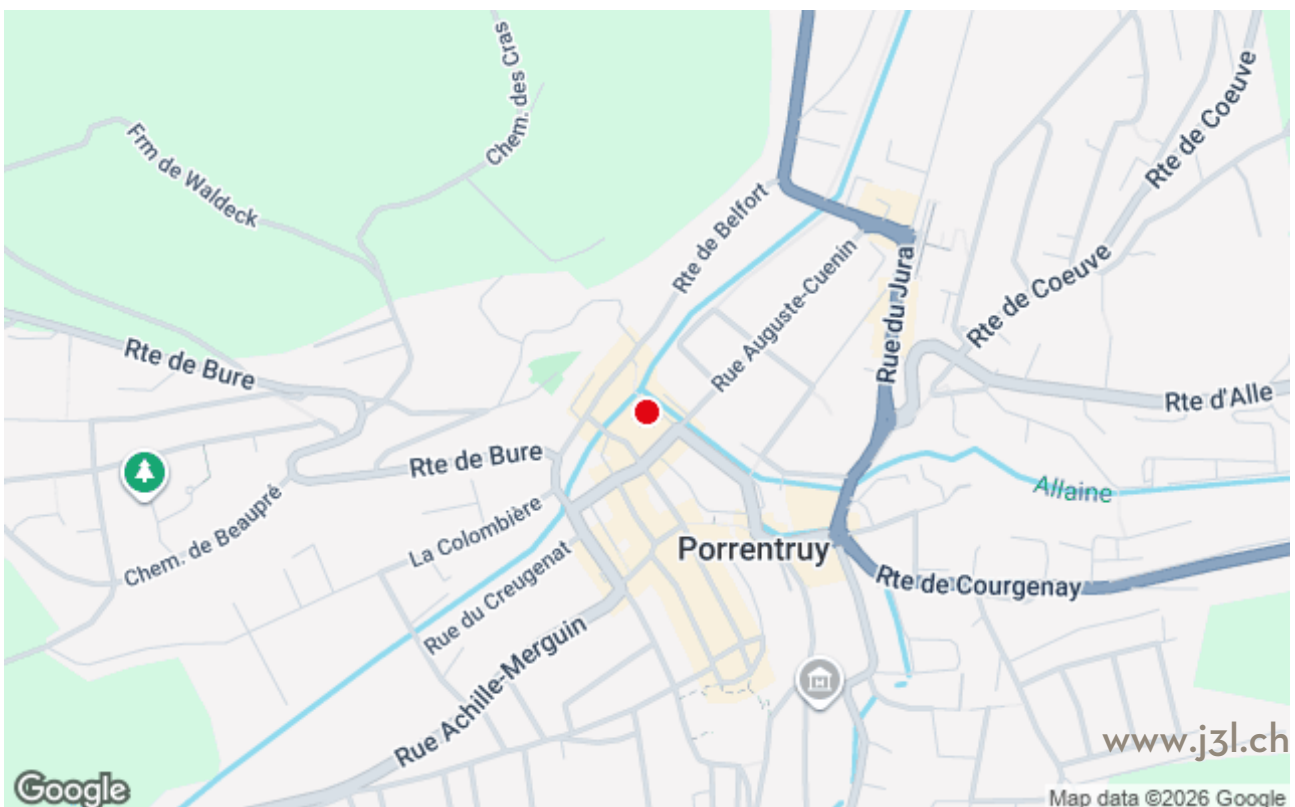 Chem. des Cras
Frm de Waldeck
Rte de Belfort
Rte de Coeuve
Rue Auguste-Cuenin
Rue du Jura
Rte de Coeuve
Rte de Bure
Rte d'Alle
Rte de Bure
Allaine
Chem. de Beaupré
La Colombière
Porrentruy
Rue du Creugenat
Rte de Courgenay
Rue Achille-Merguin
www.j3l.ch
Google
Map data ©2026 Google